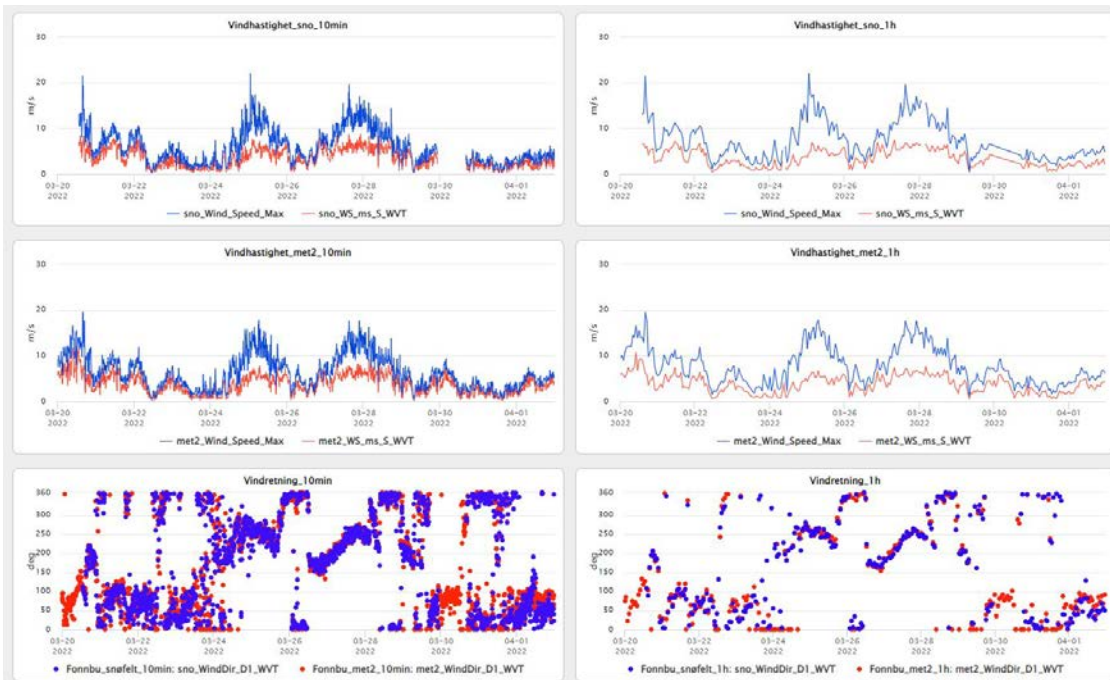 Vindhastighet_sno_10min
30
20
10
0
m/s
03-20 03-22 03-24 03-26 03-28 03-30 04-01
2022 2022 2022 2022 2022 2022 2022
sno_Wind_Speed_Max sno_WS_ms_S_WVT
Vindhastighet_sno_1h
30
20
10
0
m/s
03-20 03-22 03-24 03-26 03-28 03-30 04-01
2022 2022 2022 2022 2022 2022 2022
sno_Wind_Speed_Max sno_WS_ms_S_WVT
Vindhastighet_met2_10min
30
20
10
0
m/s
03-20 03-22 03-24 03-26 03-28 03-30 04-01
2022 2022 2022 2022 2022 2022 2022
met2_Wind_Speed_Max met2_WS_ms_S_WVT
Vindhastighet_met2_1h
30
20
10
0
m/s
03-20 03-22 03-24 03-26 03-28 03-30 04-01
2022 2022 2022 2022 2022 2022 2022
met2_Wind_Speed_Max met2_WS_ms_S_WVT
Vindretning_10min
360
300
250
200
150
100
50
0
deg
03-20 03-22 03-24 03-26 03-28 03-30 04-01
2022 2022 2022 2022 2022 2022 2022
Fonnbu_snøfelt_10min: sno_WindDir_D1_WVT Fonnbu_met2_10min: met2_WindDir_D1_WVT
Vindretning_1h
360
300
250
200
150
100
50
0
deg
03-20 03-22 03-24 03-26 03-28 03-30 04-01
2022 2022 2022 2022 2022 2022 2022
Fonnbu_snøfelt_1h: sno_WindDir_D1_WVT Fonnbu_met2_1h: met2_WindDir_D1_WVT